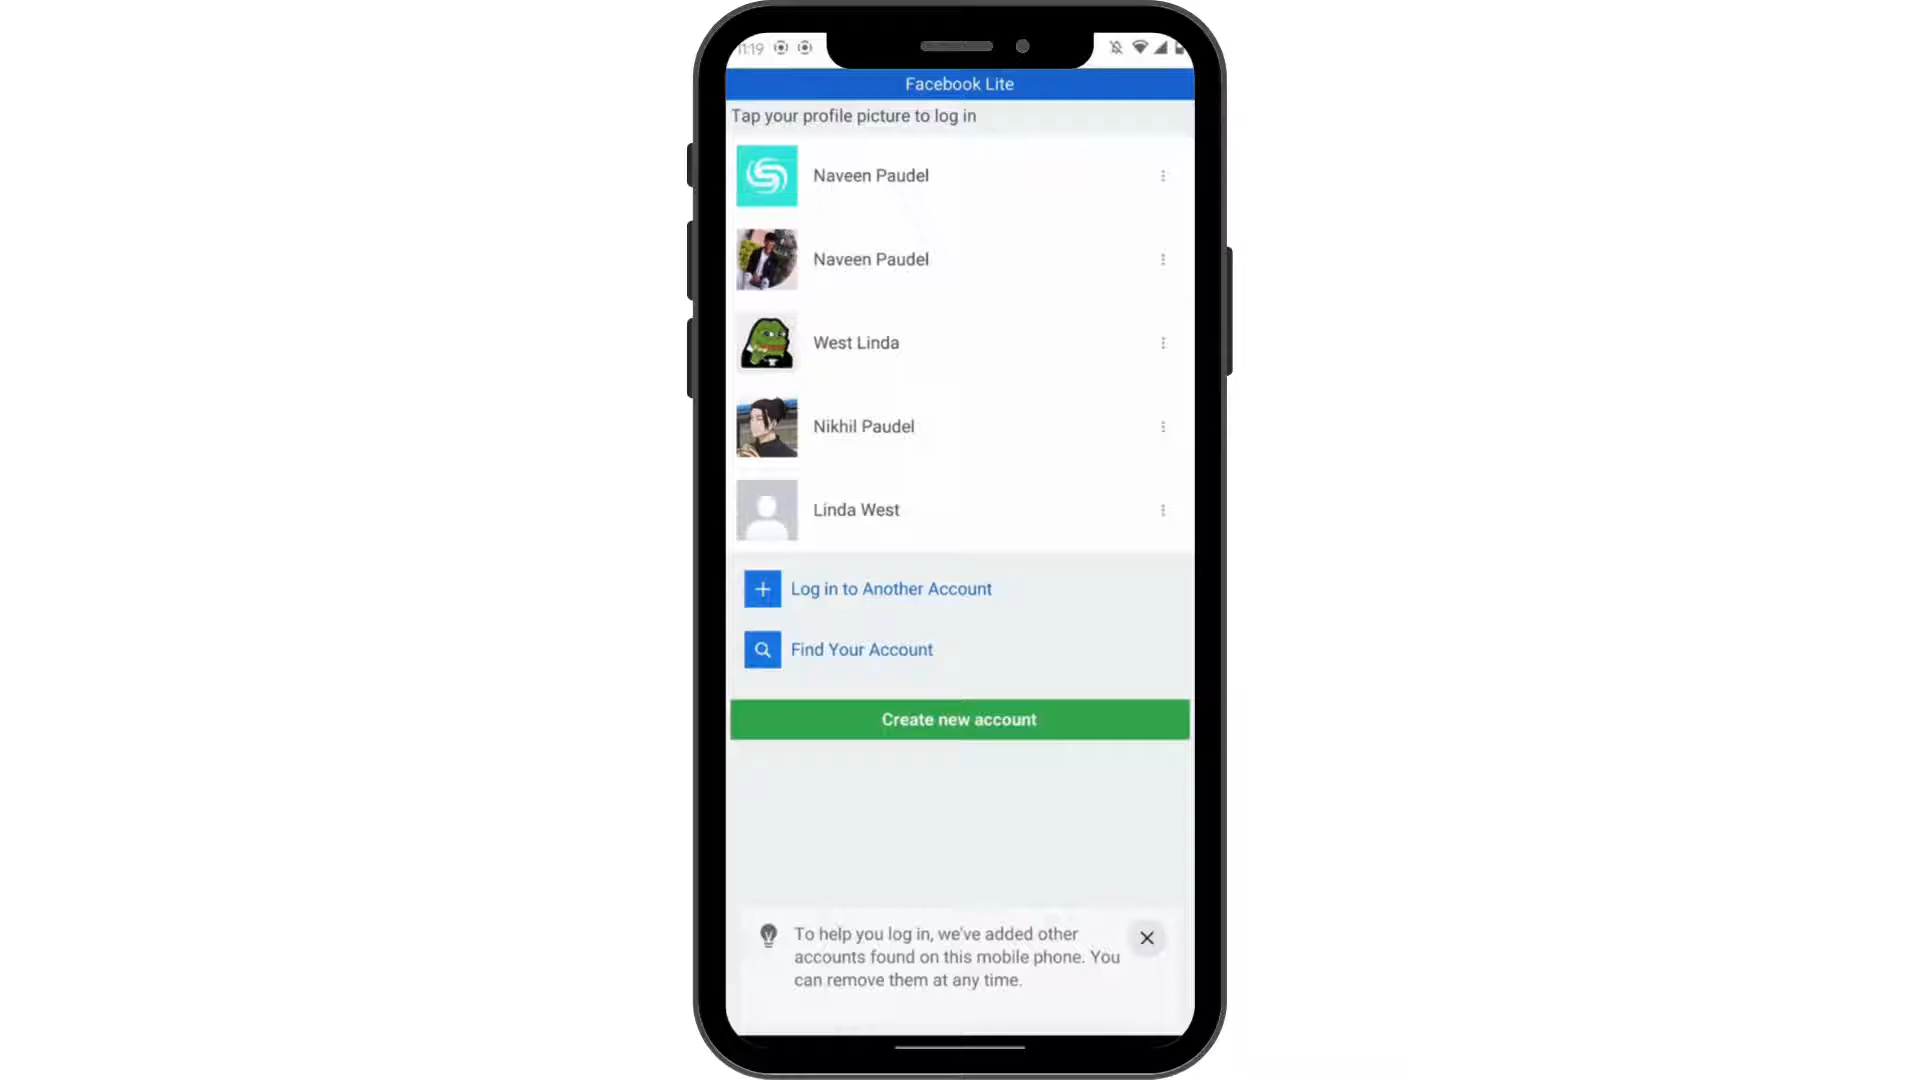 11:19
Facebook Lite
Tap your profile picture to log in
Naveen Paudel
Naveen Paudel
West Linda
Nikhil Paudel
Linda West
Log in to Another Account
Find Your Account
Create new account
To help you log in, we've added other
accounts found on this mobile phone. You
can remove them at any time.